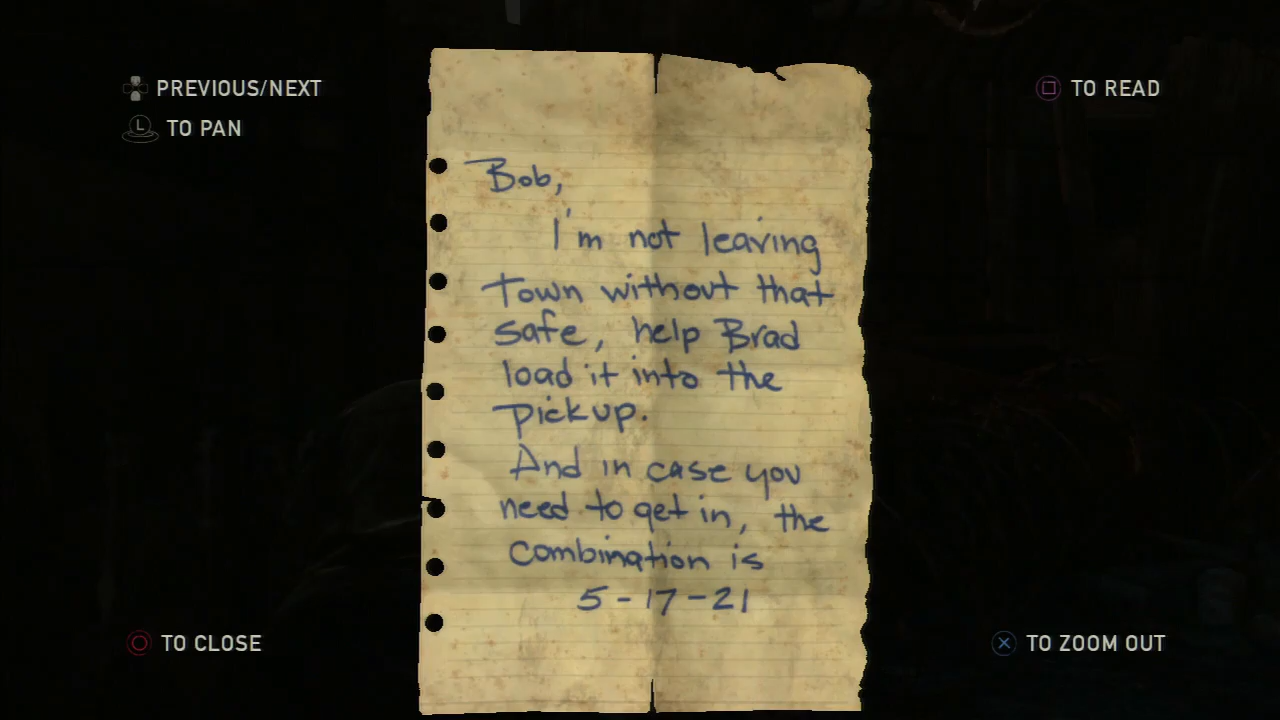 PREVIOUS/NEXT
L TO PAN
TO READ
Bob,
I'm not leaving
town without that
safe, help Brad
load it into the
pickup.
And in case you
need to get in, the
combination is
5-17-21
TO CLOSE
TO ZOOM OUT